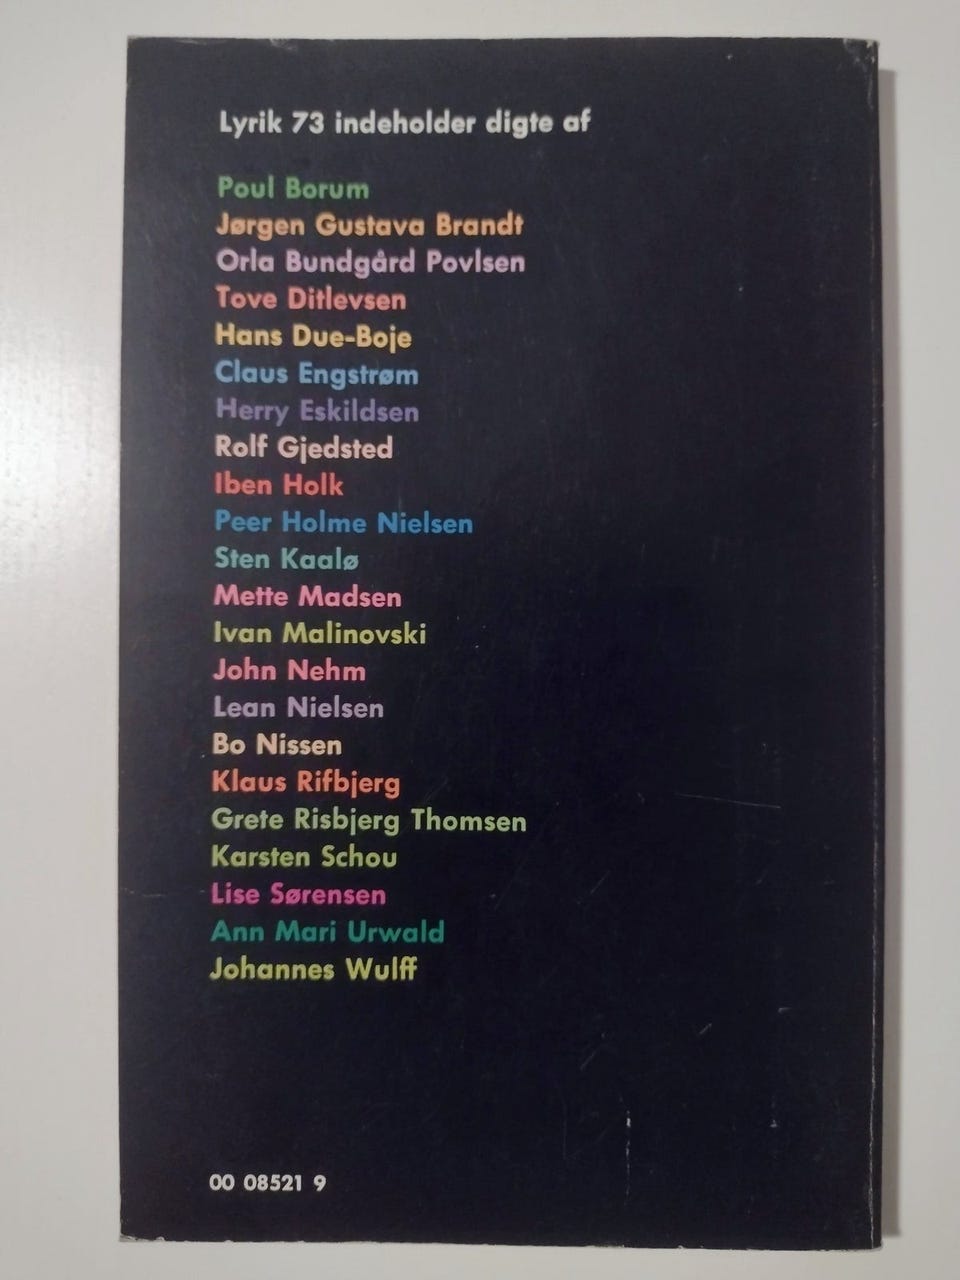 Lyrik 73 indeholder digte af
Poul Borum
Jørgen Gustava Brandt
Orla Bundgård Povlsen
Tove Ditlevsen
Hans Due-Boje
Claus Engstrøm
Herry Eskildsen
Rolf Gjedsted
Iben Holk
Peer Holme Nielsen
Sten Kaalø
Mette Madsen
Ivan Malinovski
John Nehm
Lean Nielsen
Bo Nissen
Klaus Rifbjerg
Grete Risbjerg Thomsen
Karsten Schou
Lise Sørensen
Ann Mari Urwald
Johannes Wulff
00 08521 9